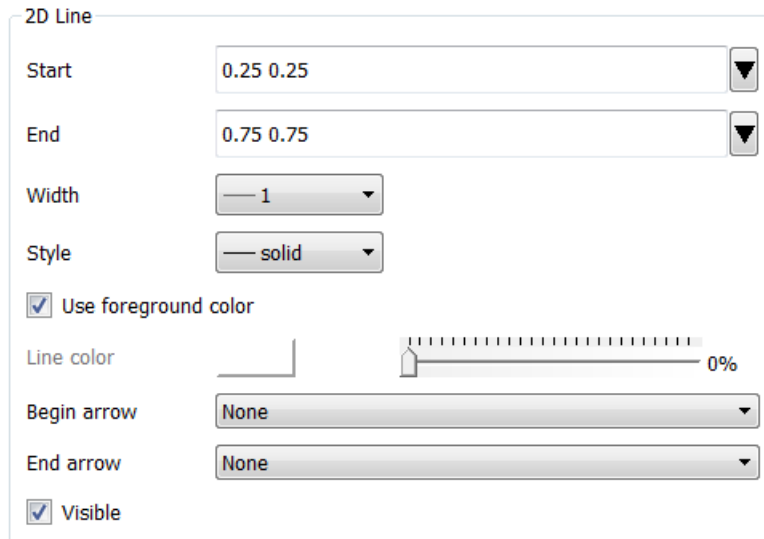 2D Line
Start 0.25 0.25
End 0.75 0.75
Width 1
Style solid
Use foreground color
Line color 0%
Begin arrow None
End arrow None
Visible